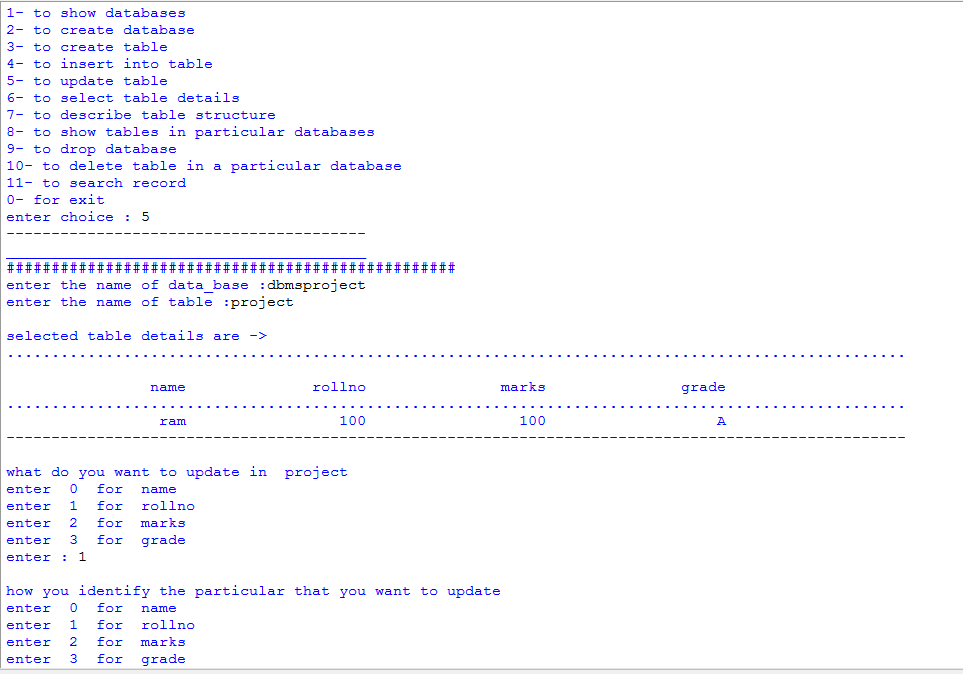 1- to show databases
2- to create database
3- to create table
4- to insert into table
5- to update table
6- to select table details
7- to describe table structure
8- to show tables in particular databases
9- to drop database
10- to delete table in a particular database
11- to search record
0- for exit
enter choice : 5
----------------------------------------
________________________________________
##################################################
enter the name of data_base :dbmsproject
enter the name of table :project
selected table details are ->
....................................................................................................
name rollno marks grade
....................................................................................................
ram 100 100 A
----------------------------------------------------------------------------------------------------
what do you want to update in  project
enter  0  for  name
enter  1  for  rollno
enter  2  for  marks
enter  3  for  grade
enter : 1
how you identify the particular that you want to update
enter  0  for  name
enter  1  for  rollno
enter  2  for  marks
enter  3  for  grade